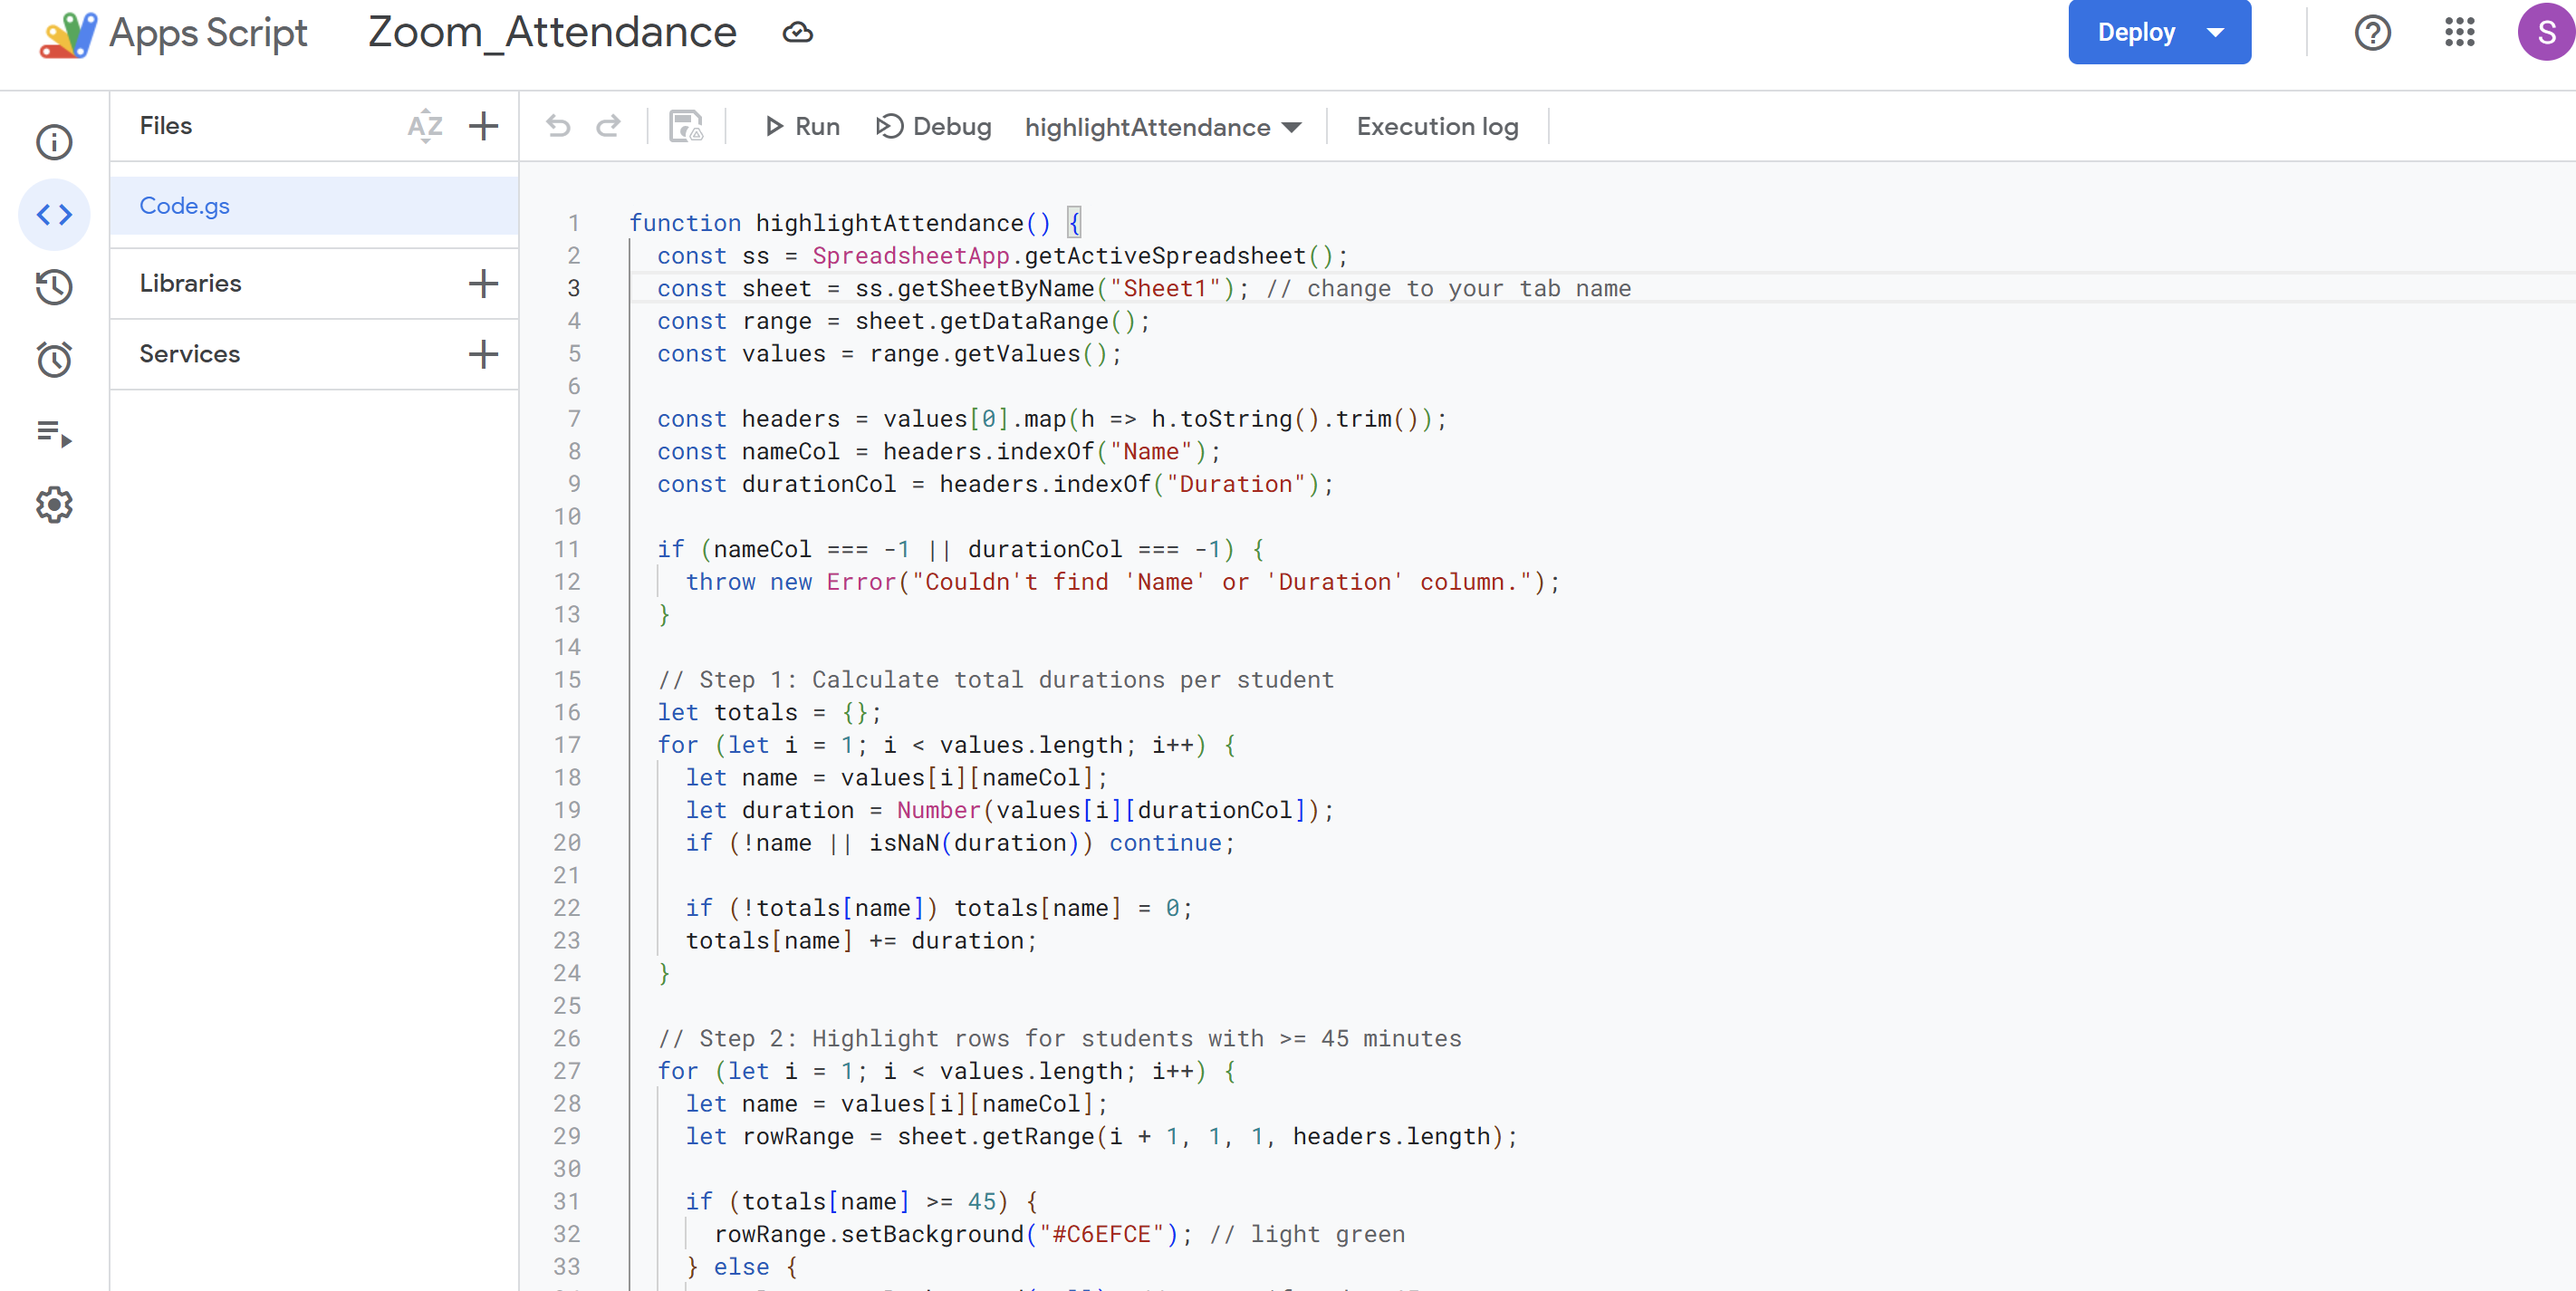 Apps Script Zoom_Attendance Deploy S
Files AZ Run Debug highlightAttendance Execution log
Code.gs
Libraries
Services
1 function highlightAttendance() {
2 const ss = SpreadsheetApp.getActiveSpreadsheet();
3 const sheet = ss.getSheetByName("Sheet1"); // change to your tab name
4 const range = sheet.getDataRange();
5 const values = range.getValues();
6
7 const headers = values[0].map(h => h.toString().trim());
8 const nameCol = headers.indexOf("Name");
9 const durationCol = headers.indexOf("Duration");
10
11 if (nameCol === -1 || durationCol === -1) {
12 throw new Error("Couldn't find 'Name' or 'Duration' column.");
13 }
14
15 // Step 1: Calculate total durations per student
16 let totals = {};
17 for (let i = 1; i < values.length; i++) {
18 let name = values[i][nameCol];
19 let duration = Number(values[i][durationCol]);
20 if (!name || isNaN(duration)) continue;
21
22 if (!totals[name]) totals[name] = 0;
23 totals[name] += duration;
24 }
25
26 // Step 2: Highlight rows for students with >= 45 minutes
27 for (let i = 1; i < values.length; i++) {
28 let name = values[i][nameCol];
29 let rowRange = sheet.getRange(i + 1, 1, 1, headers.length);
30
31 if (totals[name] >= 45) {
32 rowRange.setBackground("#C6EFCE"); // light green
33 } else {